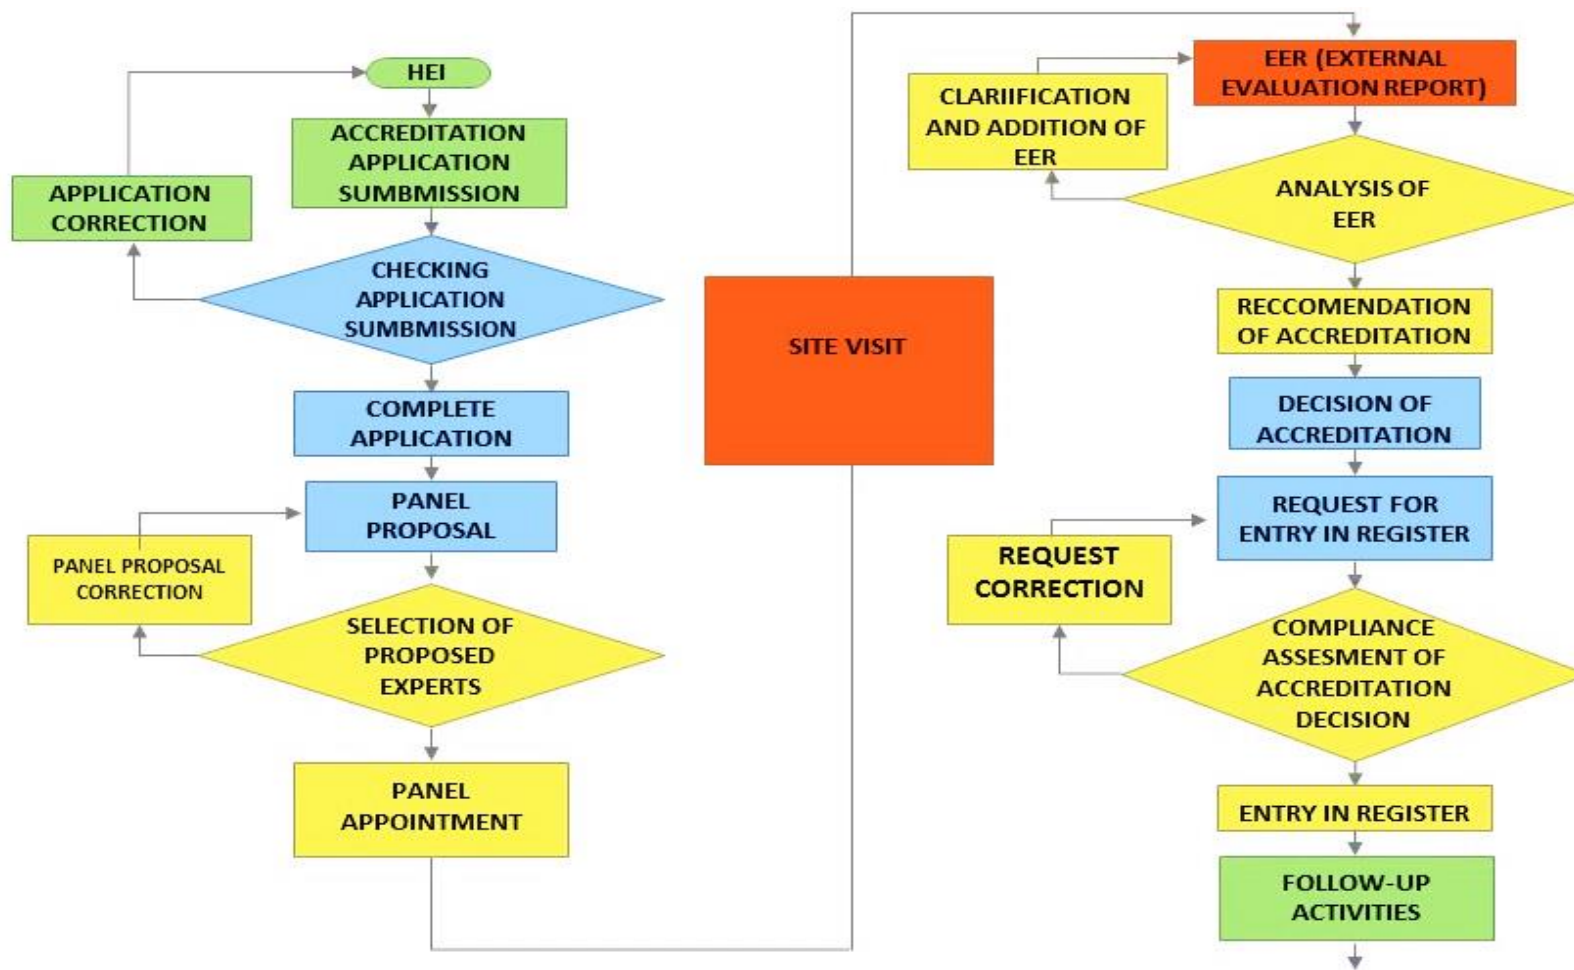 HEI
ACCREDITATION
APPLICATION
SUMBMISSION
APPLICATION
CORRECTION
CHECKING
APPLICATION
SUMBMISSION
COMPLETE
APPLICATION
PANEL
PROPOSAL
PANEL PROPOSAL
CORRECTION
SELECTION OF
PROPOSED
EXPERTS
PANEL
APPOINTMENT
SITE VISIT
EER (EXTERNAL
EVALUATION REPORT)
CLARIIFICATION
AND ADDITION OF
EER
ANALYSIS OF
EER
RECCOMENDATION
OF ACCREDITATION
DECISION OF
ACCREDITATION
REQUEST FOR
ENTRY IN REGISTER
REQUEST
CORRECTION
COMPLIANCE
ASSESMENT OF
ACCREDITATION
DECISION
ENTRY IN REGISTER
FOLLOW-UP
ACTIVITIES